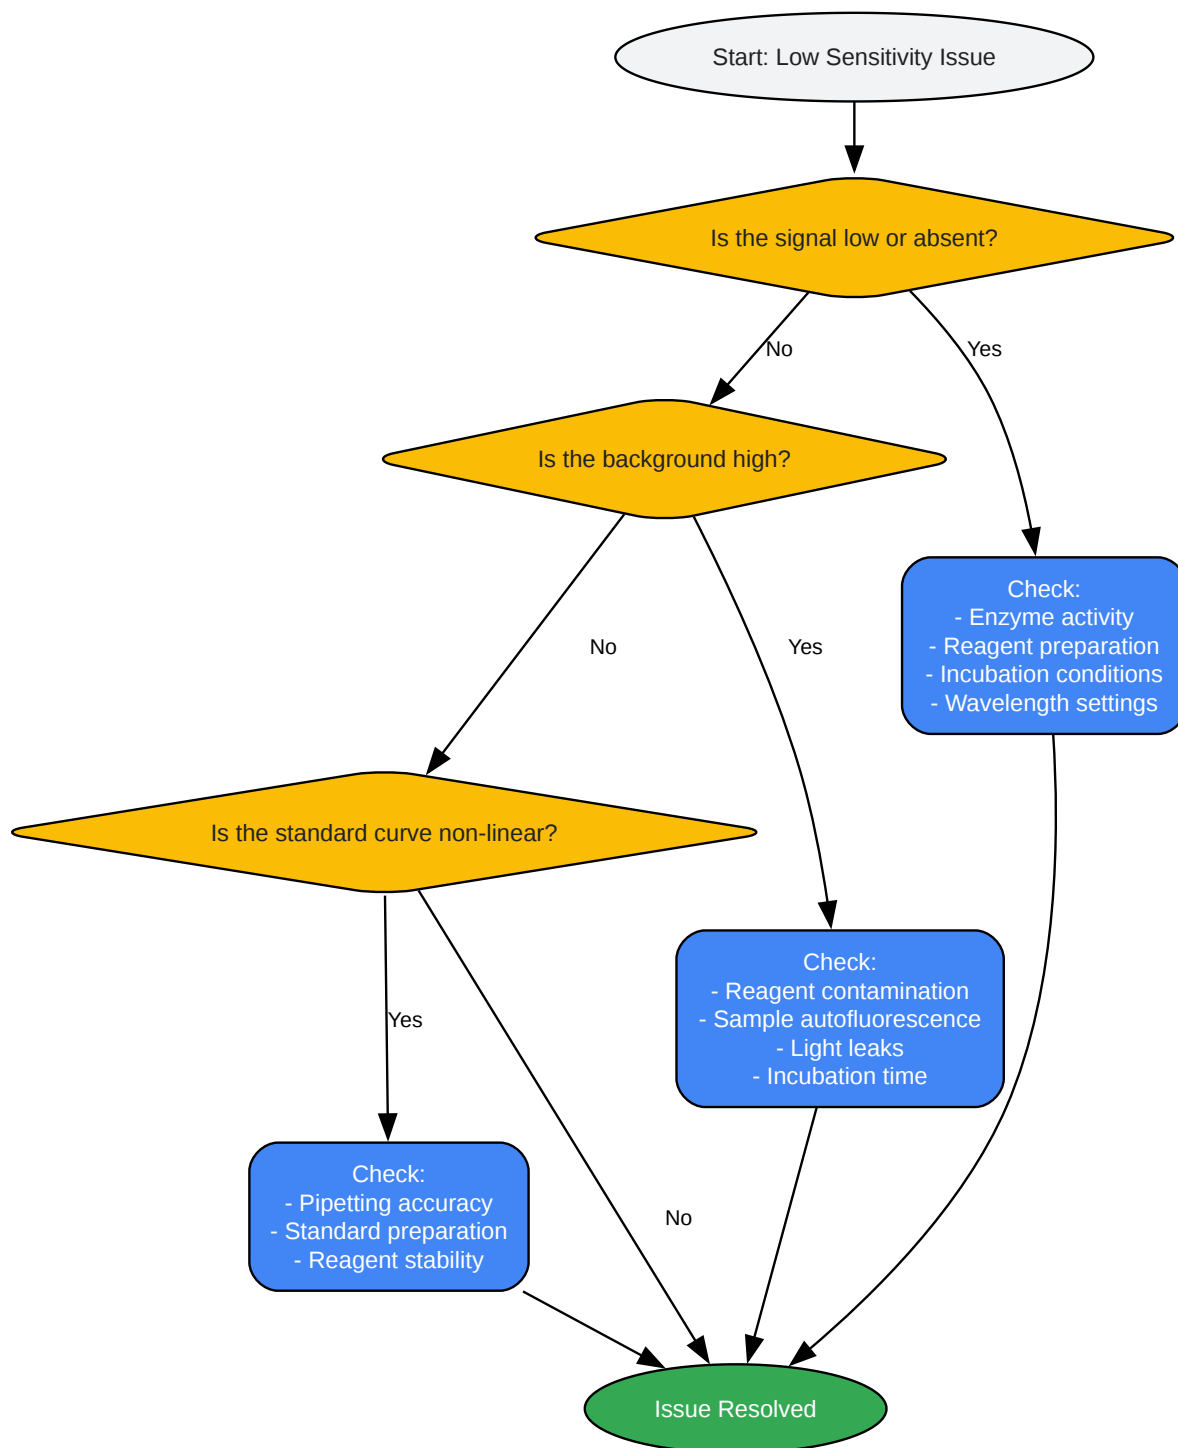 Start: Low Sensitivity Issue
Is the signal low or absent?
No
Yes
Is the background high?
Check:
- Enzyme activity
- Reagent preparation
- Incubation conditions
- Wavelength settings
No
Yes
Is the standard curve non-linear?
Check:
- Reagent contamination
- Sample autofluorescence
- Light leaks
- Incubation time
Yes
No
Check:
- Pipetting accuracy
- Standard preparation
- Reagent stability
Issue Resolved